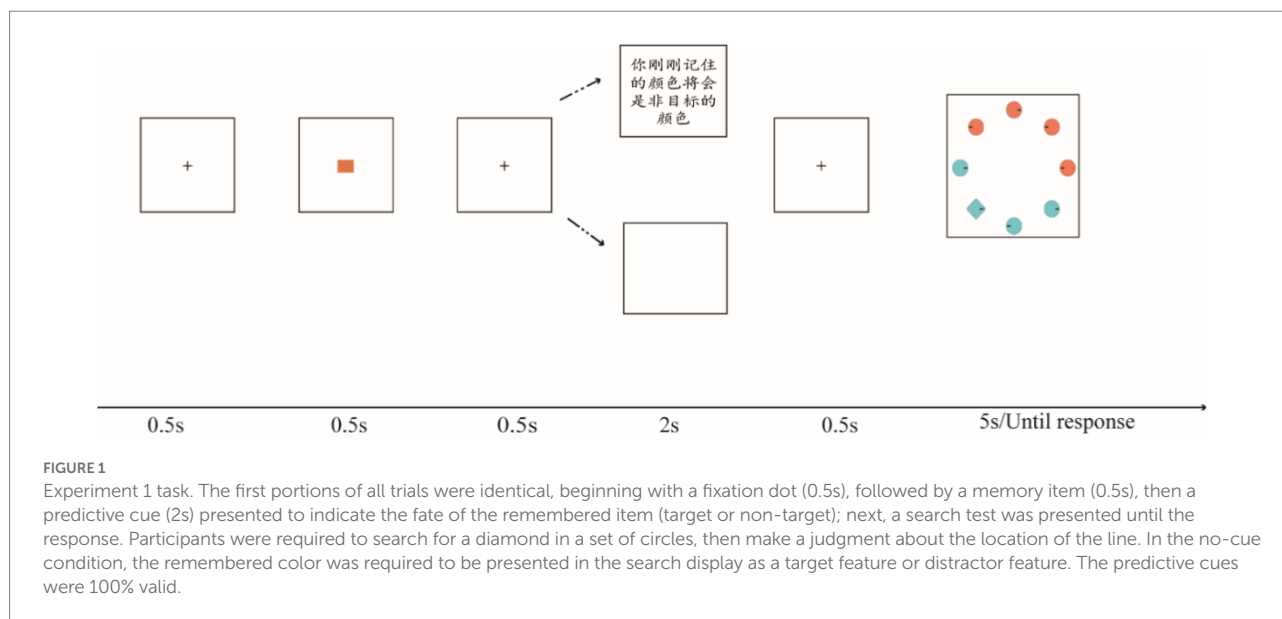 你刚刚记住
的颜色将会
是非目标的
颜色
0.5s
0.5s
0.5s
2s
0.5s
5s/Until response
FIGURE 1
Experiment 1 task. The first portions of all trials were identical, beginning with a fixation dot (0.5s), followed by a memory item (0.5s), then a
predictive cue (2s) presented to indicate the fate of the remembered item (target or non-target); next, a search test was presented until the
response. Participants were required to search for a diamond in a set of circles, then make a judgment about the location of the line. In the no-cue
condition, the remembered color was required to be presented in the search display as a target feature or distractor feature. The predictive cues
were 100% valid.